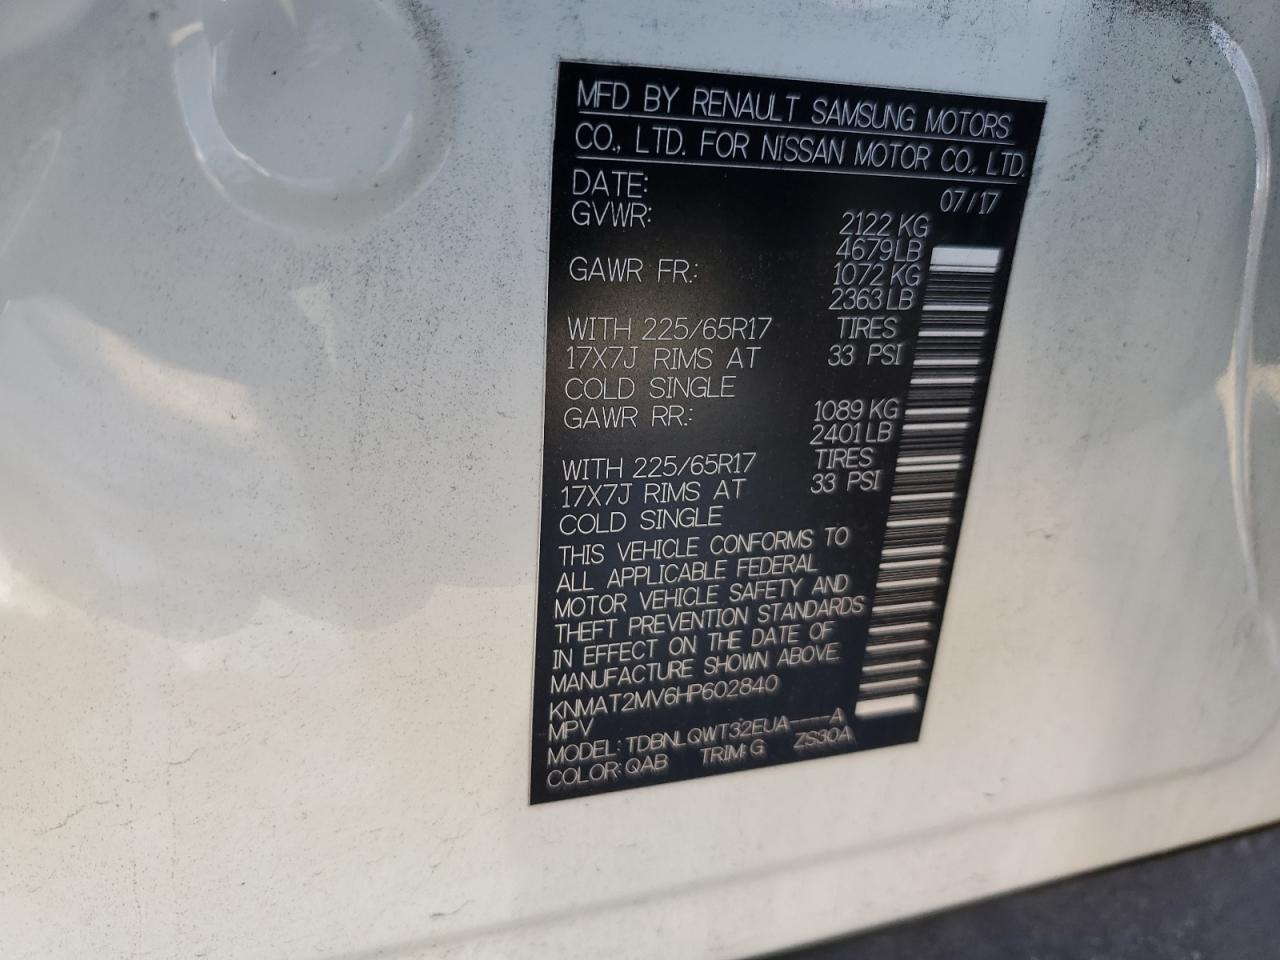 MFD BY RENAULT SAMSUNG MOTORS
CO., LTD. FOR NISSAN MOTOR CO., LTD.
DATE: 07/17
GVWR: 2122 KG
4679LB
GAWR FR.: 1072 KG
2363LB
WITH 225/65R17 TIRES
17X7J RIMS AT 33 PSI
COLD SINGLE
GAWR RR.: 1089 KG
2401LB
WITH 225/65R17 TIRES
17X7J RIMS AT 33 PSI
COLD SINGLE
THIS VEHICLE CONFORMS TO
ALL APPLICABLE FEDERAL
MOTOR VEHICLE SAFETY AND
THEFT PREVENTION STANDARDS
IN EFFECT ON THE DATE OF
MANUFACTURE SHOWN ABOVE.
KNMAT2MV6HP602840
MPV
MODEL: TDBNLQWT32EUA----A
COLOR: QAB TRIM: G ZS30A